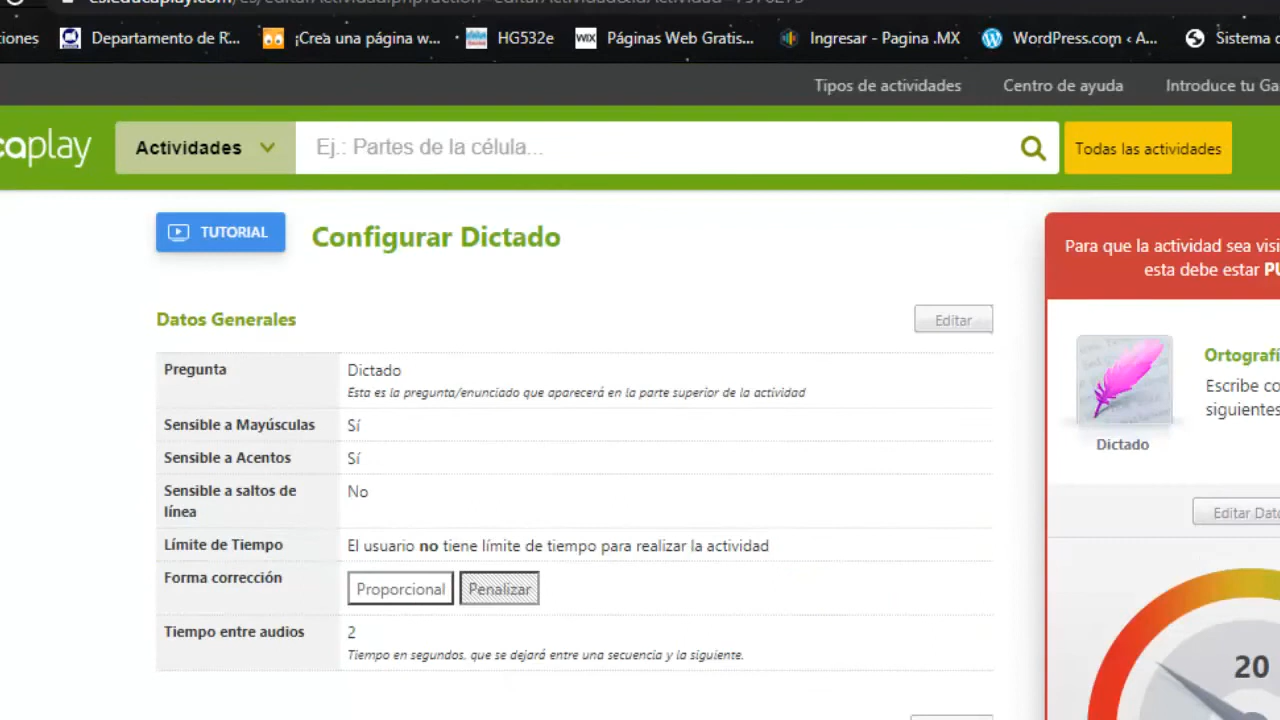 ciones Departamento de R... ¡Crea una página w... HG532e WIX Páginas Web Gratis... Ingresar - Pagina .MX WordPress.com ‹ A... Sistema
Tipos de actividades Centro de ayuda Introduce tu Ga
caplay Actividades Ej.: Partes de la célula... Todas las actividades
TUTORIAL Configurar Dictado
Para que la actividad sea visi
esta debe estar PU
Datos Generales Editar
Pregunta Dictado
Esta es la pregunta/enunciado que aparecerá en la parte superior de la actividad
Sensible a Mayúsculas Sí
Sensible a Acentos Sí
Sensible a saltos de No
línea
Límite de Tiempo El usuario no tiene límite de tiempo para realizar la actividad
Forma corrección Proporcional Penalizar
Tiempo entre audios 2
Tiempo en segundos, que se dejará entre una secuencia y la siguiente.
Ortografí
Escribe co
siguientes
Dictado
Editar Dato
20